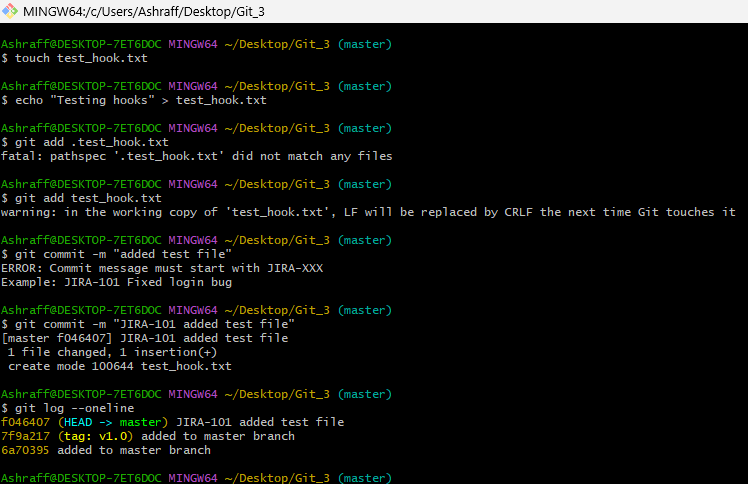 MINGW64:/c/Users/Ashraff/Desktop/Git_3
Ashraff@DESKTOP-7ET6DOC MINGW64 ~/Desktop/Git_3 (master)
$ touch test_hook.txt
Ashraff@DESKTOP-7ET6DOC MINGW64 ~/Desktop/Git_3 (master)
$ echo "Testing hooks" > test_hook.txt
Ashraff@DESKTOP-7ET6DOC MINGW64 ~/Desktop/Git_3 (master)
$ git add .test_hook.txt
fatal: pathspec '.test_hook.txt' did not match any files
Ashraff@DESKTOP-7ET6DOC MINGW64 ~/Desktop/Git_3 (master)
$ git add test_hook.txt
warning: in the working copy of 'test_hook.txt', LF will be replaced by CRLF the next time Git touches it
Ashraff@DESKTOP-7ET6DOC MINGW64 ~/Desktop/Git_3 (master)
$ git commit -m "added test file"
ERROR: Commit message must start with JIRA-XXX
Example: JIRA-101 Fixed login bug
Ashraff@DESKTOP-7ET6DOC MINGW64 ~/Desktop/Git_3 (master)
$ git commit -m "JIRA-101 added test file"
[master f046407] JIRA-101 added test file
 1 file changed, 1 insertion(+)
 create mode 100644 test_hook.txt
Ashraff@DESKTOP-7ET6DOC MINGW64 ~/Desktop/Git_3 (master)
$ git log --oneline
f046407 (HEAD -> master) JIRA-101 added test file
7f9a217 (tag: v1.0) added to master branch
6a70395 added to master branch
Ashraff@DESKTOP-7ET6DOC MINGW64 ~/Desktop/Git_3 (master)